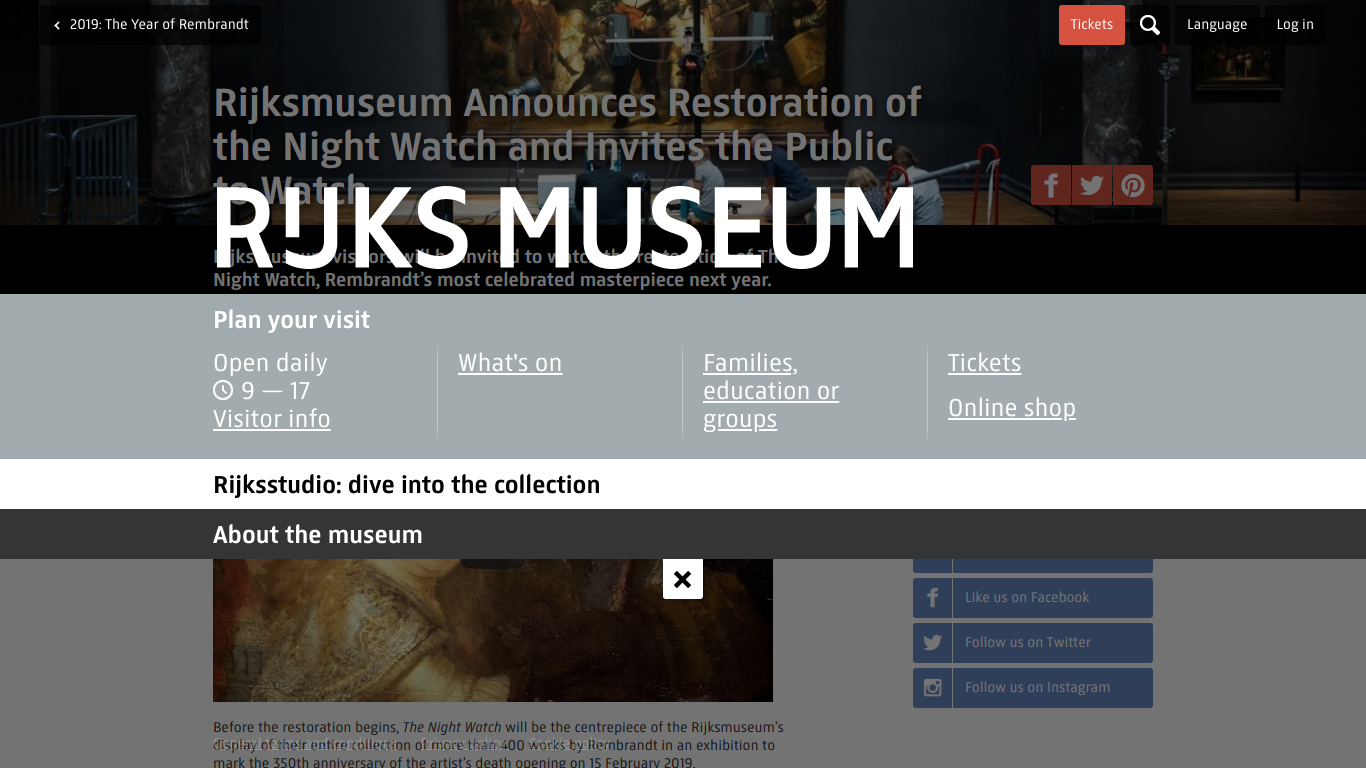 2019: The Year of Rembrandt
Tickets
Language
Log in
Rijksmuseum Announces Restoration of
the Night Watch and Invites the Public
to Watch
RIJKS MUSEUM
Rijksmuseum visitors will be invited to watch the restoration of The
Night Watch, Rembrandt’s most celebrated masterpiece next year.
Plan your visit
Open daily
9 — 17
Visitor info
What's on
Families,
education or
groups
Tickets
Online shop
Rijksstudio: dive into the collection
About the museum
Like us on Facebook
Follow us on Twitter
Follow us on Instagram
Before the restoration begins, The Night Watch will be the centrepiece of the Rijksmuseum’s
display of their entire collection of more than 400 works by Rembrandt in an exhibition to
mark the 350th anniversary of the artist’s death opening on 15 February 2019.